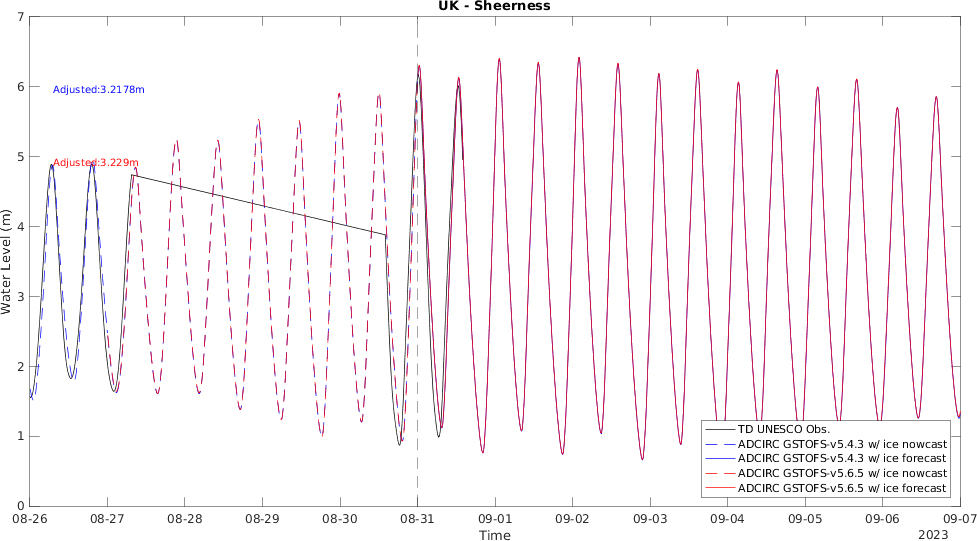 UK - Sheerness
7
6
5
4
3
2
1
0
Water Level (m)
Adjusted:3.2178m
Adjusted:3.229m
TD UNESCO Obs.
ADCIRC GSTOFS-v5.4.3 w/ ice nowcast
ADCIRC GSTOFS-v5.4.3 w/ ice forecast
ADCIRC GSTOFS-v5.6.5 w/ ice nowcast
ADCIRC GSTOFS-v5.6.5 w/ ice forecast
08-26 08-27 08-28 08-29 08-30 08-31 09-01 09-02 09-03 09-04 09-05 09-06 09-07
Time
2023